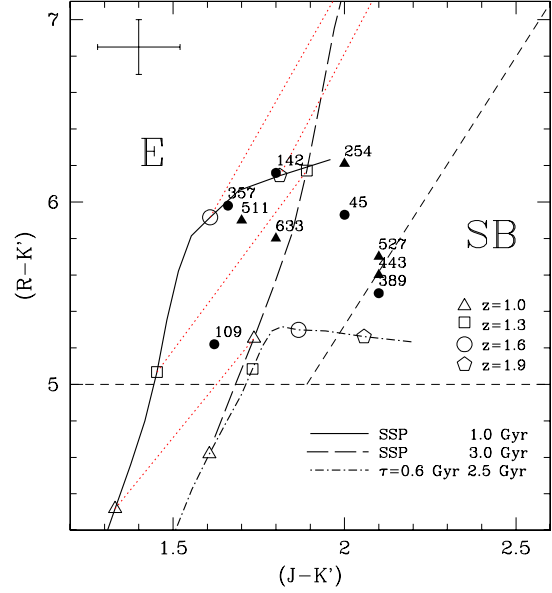 7
6
5
(R−K')
E
SB
142
254
357
511
45
633
527
443
389
109
△ z=1.0
□ z=1.3
○ z=1.6
⬠ z=1.9
SSP 1.0 Gyr
SSP 3.0 Gyr
τ=0.6 Gyr 2.5 Gyr
1.5 2 2.5
(J−K')